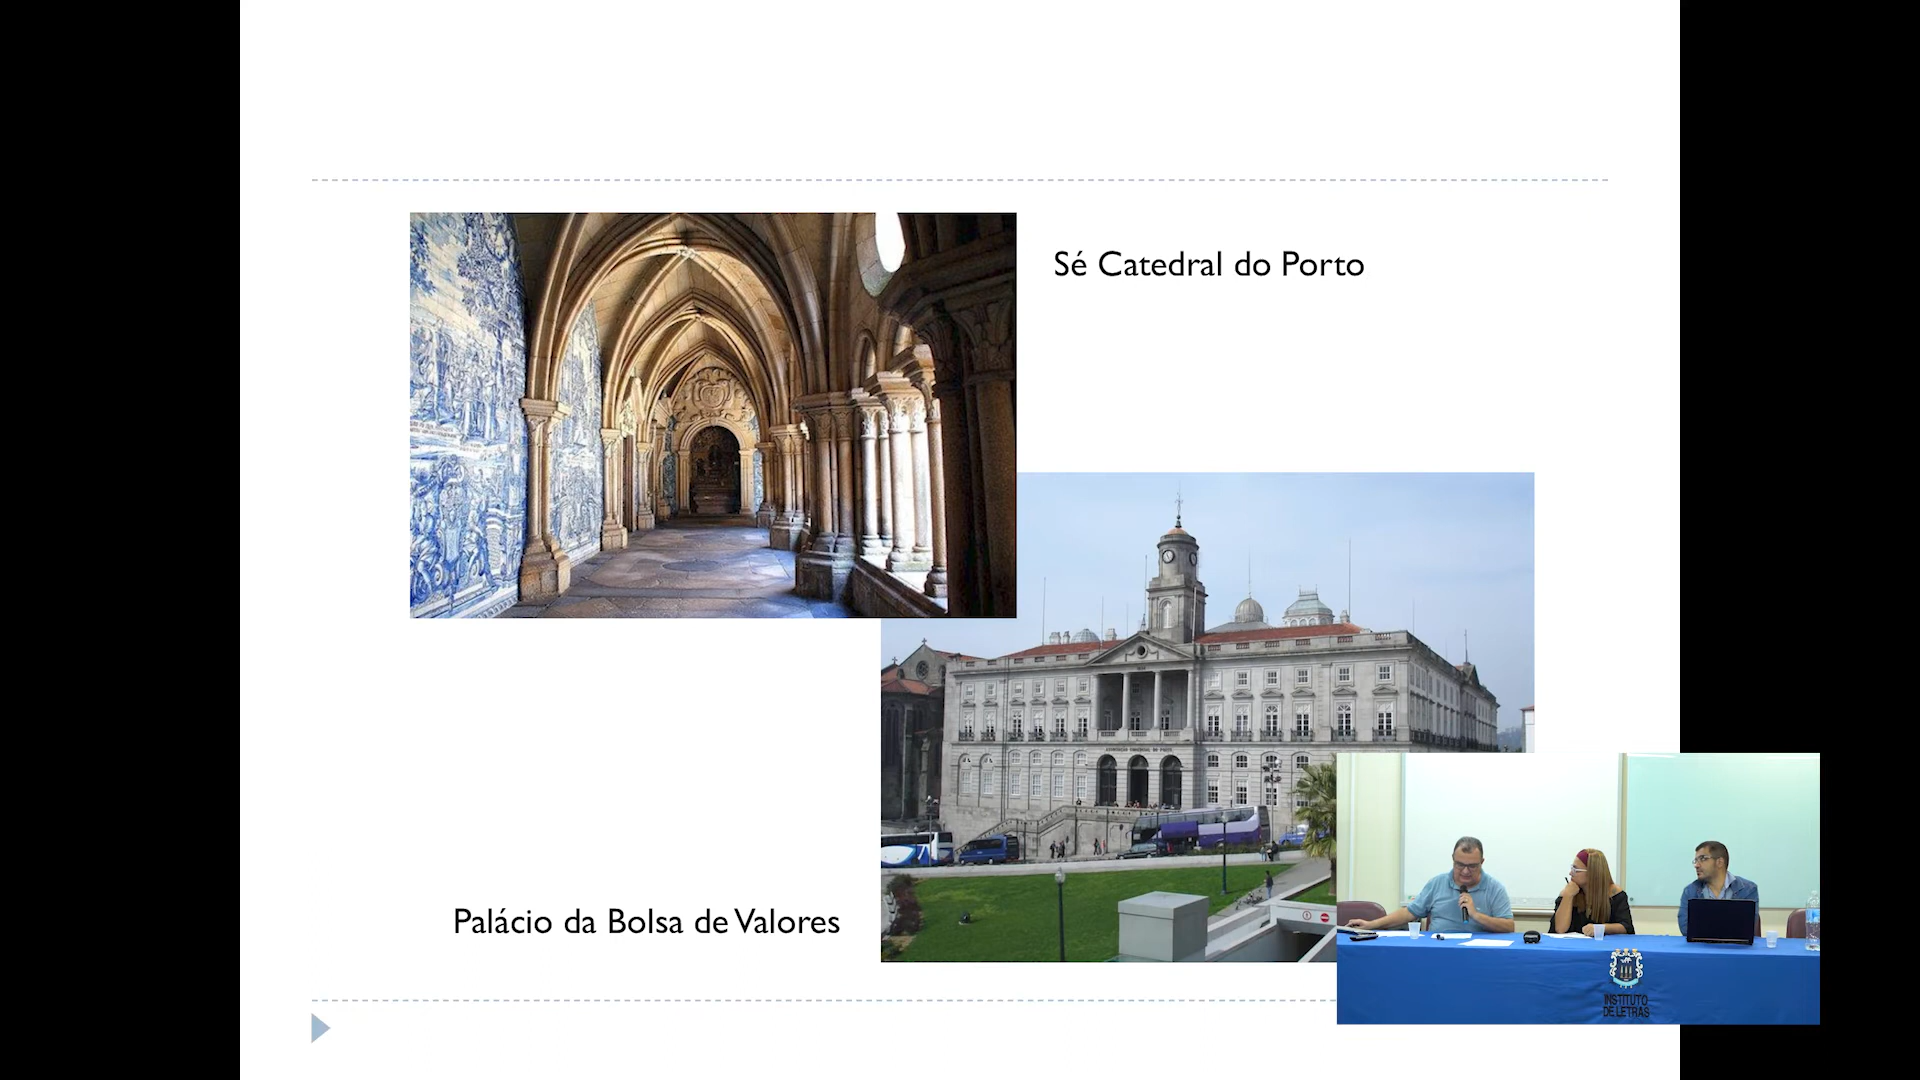 Sé Catedral do Porto
Palácio da Bolsa de Valores
INSTITUTO
DE LETRAS